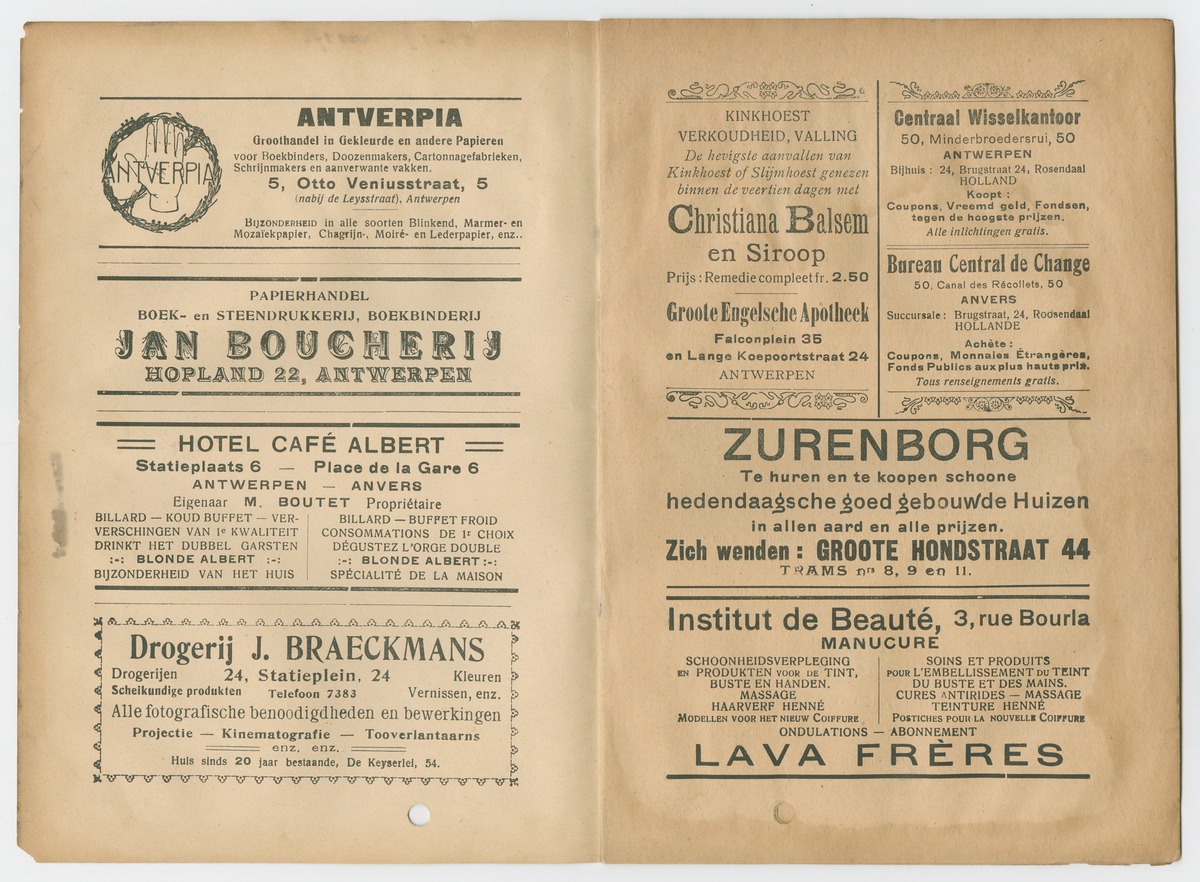 ANTVERPIA
ANTVERPIA
Groothandel in Gekleurde en andere Papieren
voor Boekbinders, Doozenmakers, Cartonnagefabrieken,
Schrijnmakers en aanverwante vakken.
5, Otto Veniusstraat, 5
(nabij de Leysstraat), Antwerpen
BIJZONDERHEID in alle soorten Blinkend, Marmer- en
Mozaïekpapier, Chagrijn-, Moiré- en Lederpapier, enz..
PAPIERHANDEL
BOEK- en STEENDRUKKERIJ, BOEKBINDERIJ
JAN BOUCHERIJ
HOPLAND 22, ANTWERPEN
HOTEL CAFÉ ALBERT
Statieplaats 6 — Place de la Gare 6
ANTWERPEN — ANVERS
Eigenaar M. BOUTET Propriétaire
BILLARD — KOUD BUFFET — VER-
VERSCHINGEN VAN 1e KWALITEIT
DRINKT HET DUBBEL GARSTEN
:-: BLONDE ALBERT :-:
BIJZONDERHEID VAN HET HUIS
BILLARD — BUFFET FROID
CONSOMMATIONS DE 1r CHOIX
DÉGUSTEZ L'ORGE DOUBLE
:-: BLONDE ALBERT :-:
SPÉCIALITÉ DE LA MAISON
Drogerij J. BRAECKMANS
Drogerijen 24, Statieplein, 24 Kleuren
Scheikundige produkten Telefoon 7383 Vernissen, enz.
Alle fotografische benoodigdheden en bewerkingen
Projectie — Kinematografie — Tooverlantaarns
enz. enz.
Huis sinds 20 jaar bestaande, De Keyserlei, 54.
KINKHOEST
VERKOUDHEID, VALLING
De hevigste aanvallen van
Kinkhoest of Slijmhoest genezen
binnen de veertien dagen met
Christiana Balsem
en Siroop
Prijs : Remedie compleet fr. 2.50
Groote Engelsche Apotheek
Falconplein 35
en Lange Koepoortstraat 24
ANTWERPEN
Centraal Wisselkantoor
50, Minderbroedersrui, 50
ANTWERPEN
Bijhuis : 24, Brugstraat 24, Rosendaal
HOLLAND
Koopt :
Coupons, Vreemd geld, Fondsen,
tegen de hoogste prijzen.
Alle inlichtingen gratis.
Bureau Central de Change
50, Canal des Récollets, 50
ANVERS
Succursale : Brugstraat, 24, Roosendaal
HOLLANDE
Achète :
Coupons, Monnaies Étrangères,
Fonds Publics aux plus hauts prix.
Tous renseignements gratis.
ZURENBORG
Te huren en te koopen schoone
hedendaagsche goed gebouwde Huizen
in allen aard en alle prijzen.
Zich wenden : GROOTE HONDSTRAAT 44
TRAMS nrs 8, 9 en 11.
Institut de Beauté, 3, rue Bourla
MANUCURE
SCHOONHEIDSVERPLEGING
EN PRODUKTEN VOOR DE TINT,
BUSTE EN HANDEN.
MASSAGE
HAARVERF HENNÉ
MODELLEN VOOR HET NIEUW COIFFURE
SOINS ET PRODUITS
POUR L'EMBELLISSEMENT DU TEINT
DU BUSTE ET DES MAINS.
CURES ANTIRIDES — MASSAGE
TEINTURE HENNÉ
POSTICHES POUR LA NOUVELLE COIFFURE
ONDULATIONS — ABONNEMENT
LAVA FRÈRES